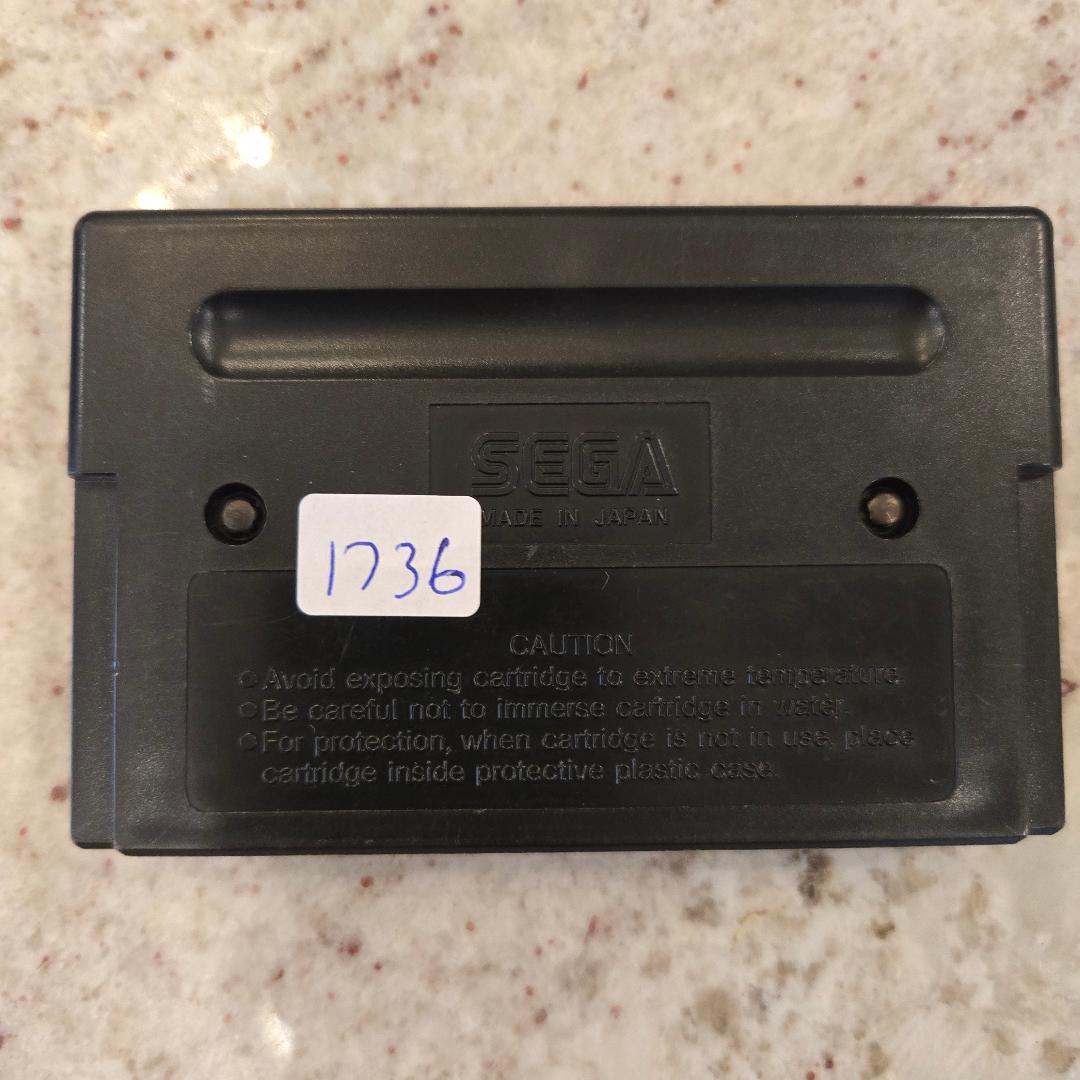 SEGA
MADE IN JAPAN
1736
CAUTION
○Avoid exposing cartridge to extreme temperature.
○Be careful not to immerse cartridge in water.
○For protection, when cartridge is not in use, place
cartridge inside protective plastic case.